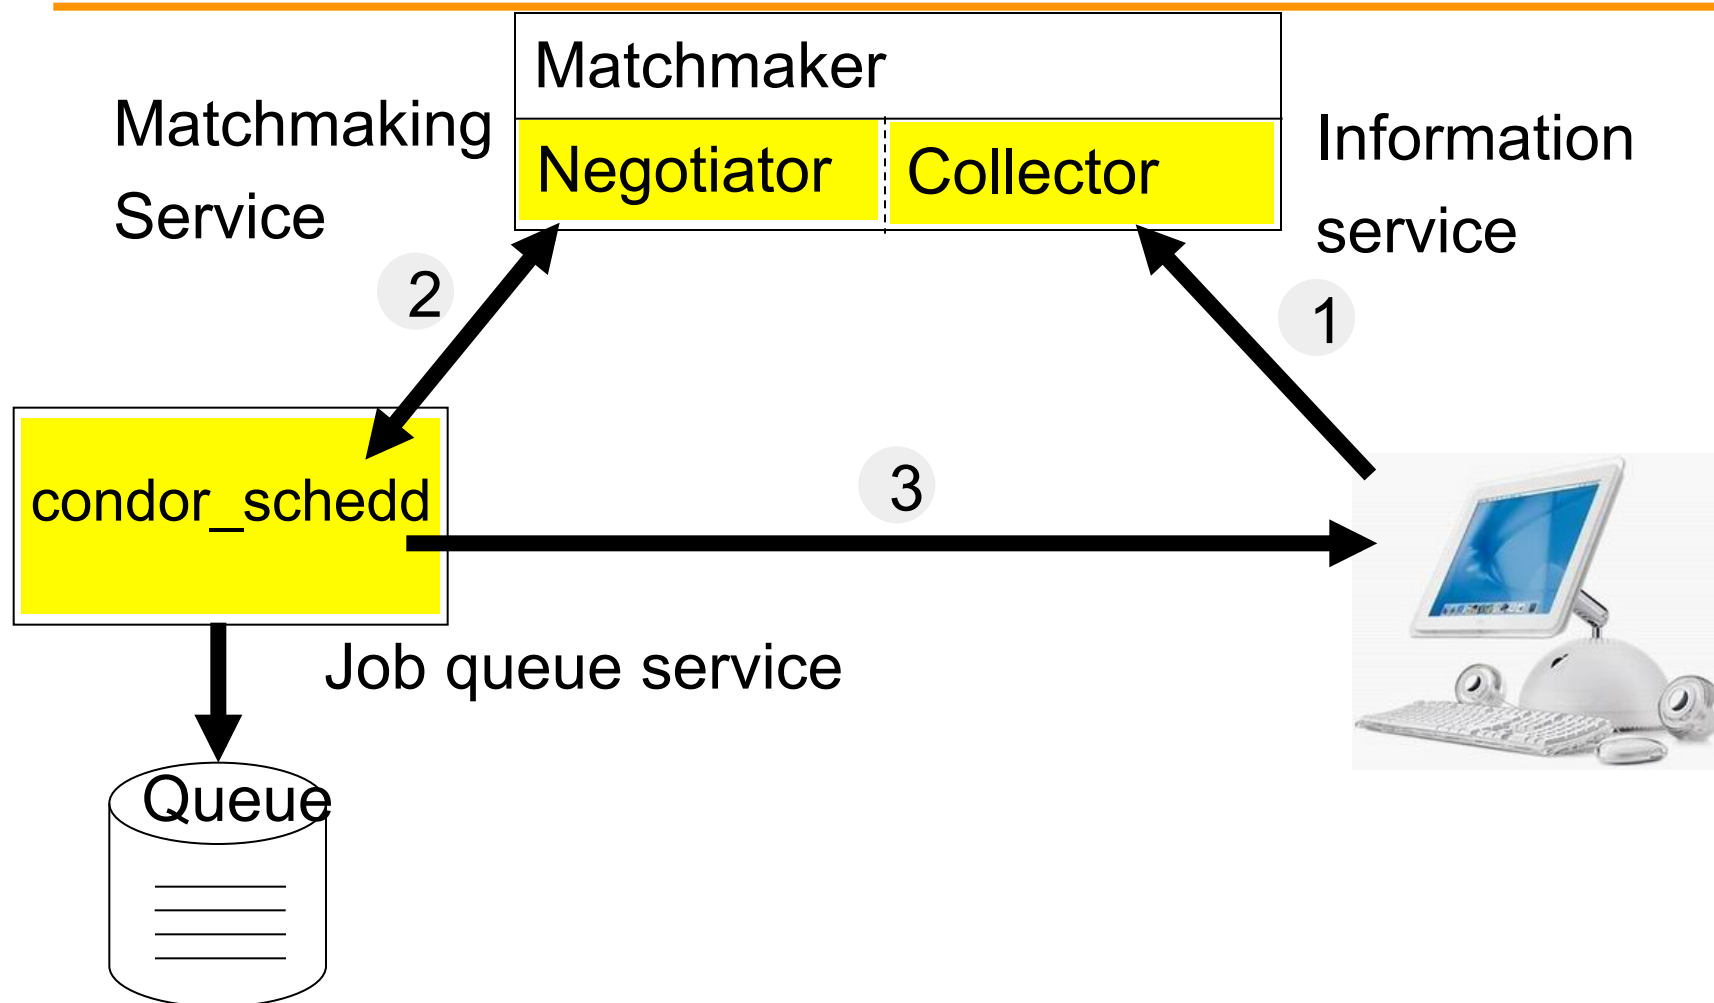 Matchmaker
Matchmaking
Service
Negotiator
Collector
Information
service
2
1
condor_schedd
3
Job queue service
Queue